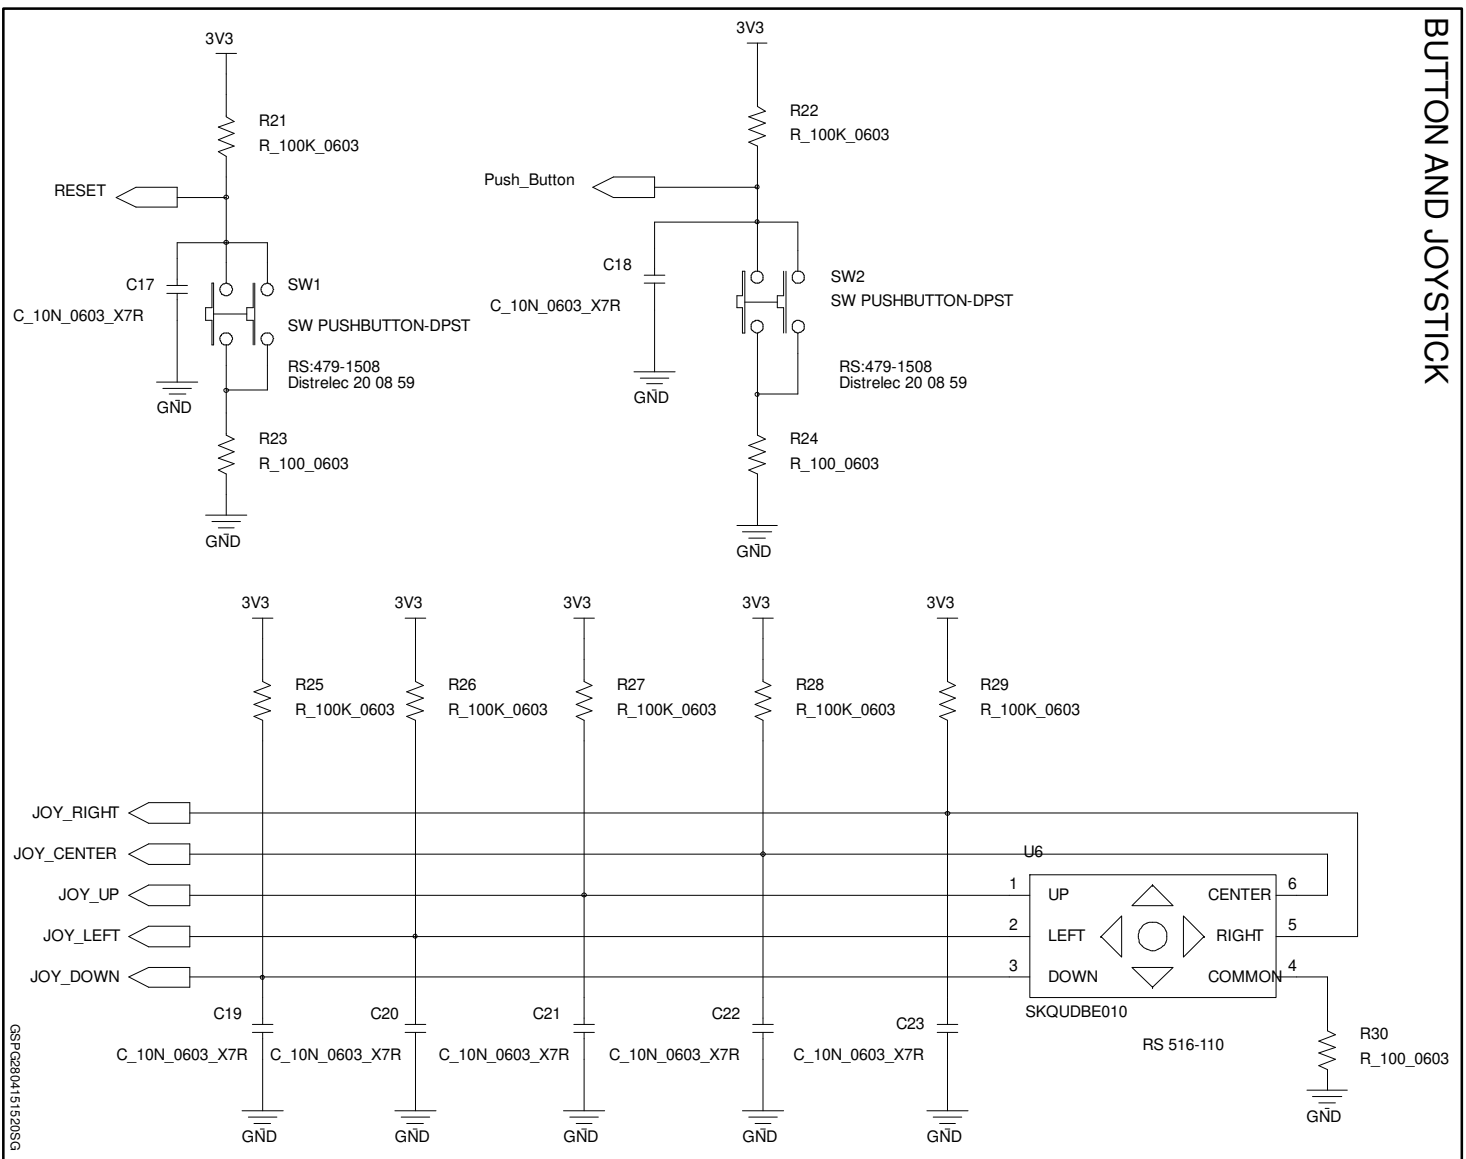 BUTTON AND JOYSTICK
3V3
R21
R_100K_0603
RESET
C17
C_10N_0603_X7R
SW1
SW PUSHBUTTON-DPST
RS:479-1508
Distrelec 20 08 59
GND
R23
R_100_0603
GND
3V3
R22
R_100K_0603
Push_Button
C18
C_10N_0603_X7R
SW2
SW PUSHBUTTON-DPST
RS:479-1508
Distrelec 20 08 59
GND
R24
R_100_0603
GND
3V3
3V3
3V3
3V3
3V3
R25
R_100K_0603
R26
R_100K_0603
R27
R_100K_0603
R28
R_100K_0603
R29
R_100K_0603
JOY_RIGHT
JOY_CENTER
JOY_UP
JOY_LEFT
JOY_DOWN
U6
1
UP
CENTER
6
2
LEFT
RIGHT
5
3
DOWN
COMMON
4
SKQUDBE010
RS 516-110
C19
C_10N_0603_X7R
C20
C_10N_0603_X7R
C21
C_10N_0603_X7R
C22
C_10N_0603_X7R
C23
C_10N_0603_X7R
R30
R_100_0603
GND
GND
GND
GND
GND
GND
GSPG2804151520SG